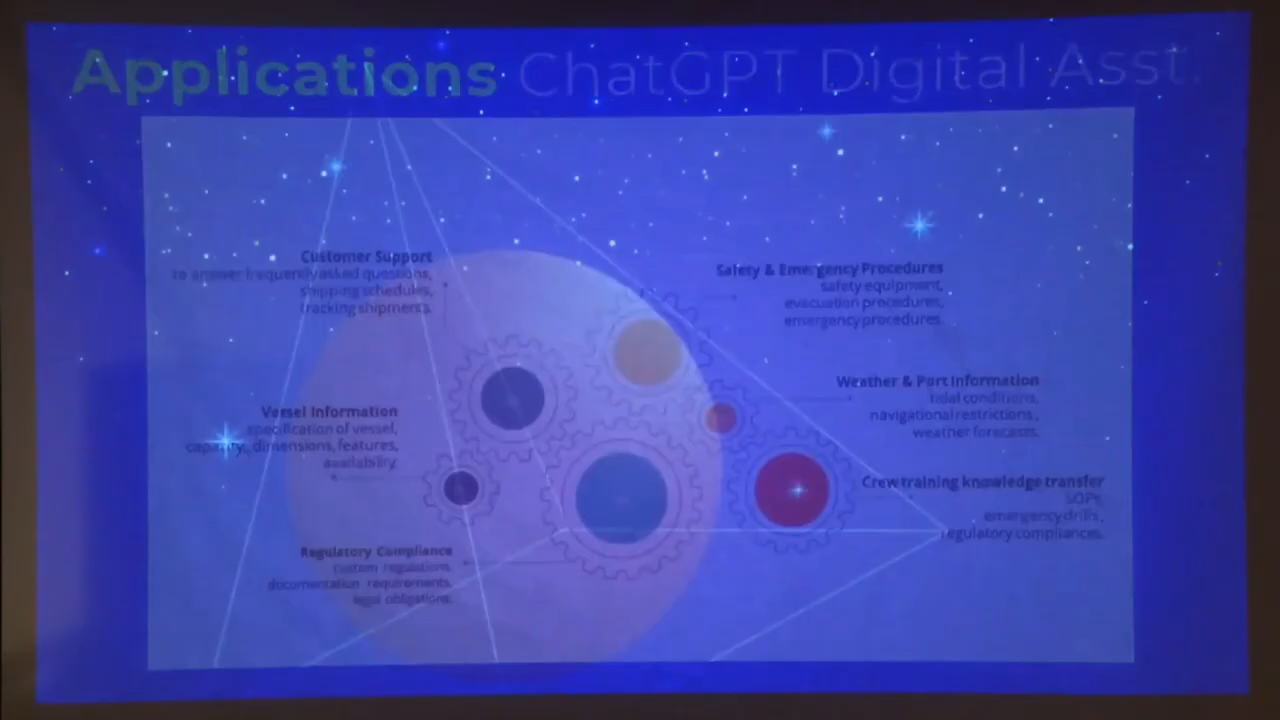 Applications ChatGPT Digital Asst.
Customer Support
to answer frequently asked questions,
shipping schedules,
tracking shipments.
Vessel Information
specification of vessel,
capacity, dimensions, features,
availability.
Regulatory Compliance
custom regulations.
documentation requirements,
legal obligations.
Safety & Emergency Procedures
safety equipment,
evacuation procedures,
emergency procedures.
Weather & Port Information
tidal conditions,
navigational restrictions,
weather forecasts.
Crew training knowledge transfer
SOPs,
emergency drills,
regulatory compliances.